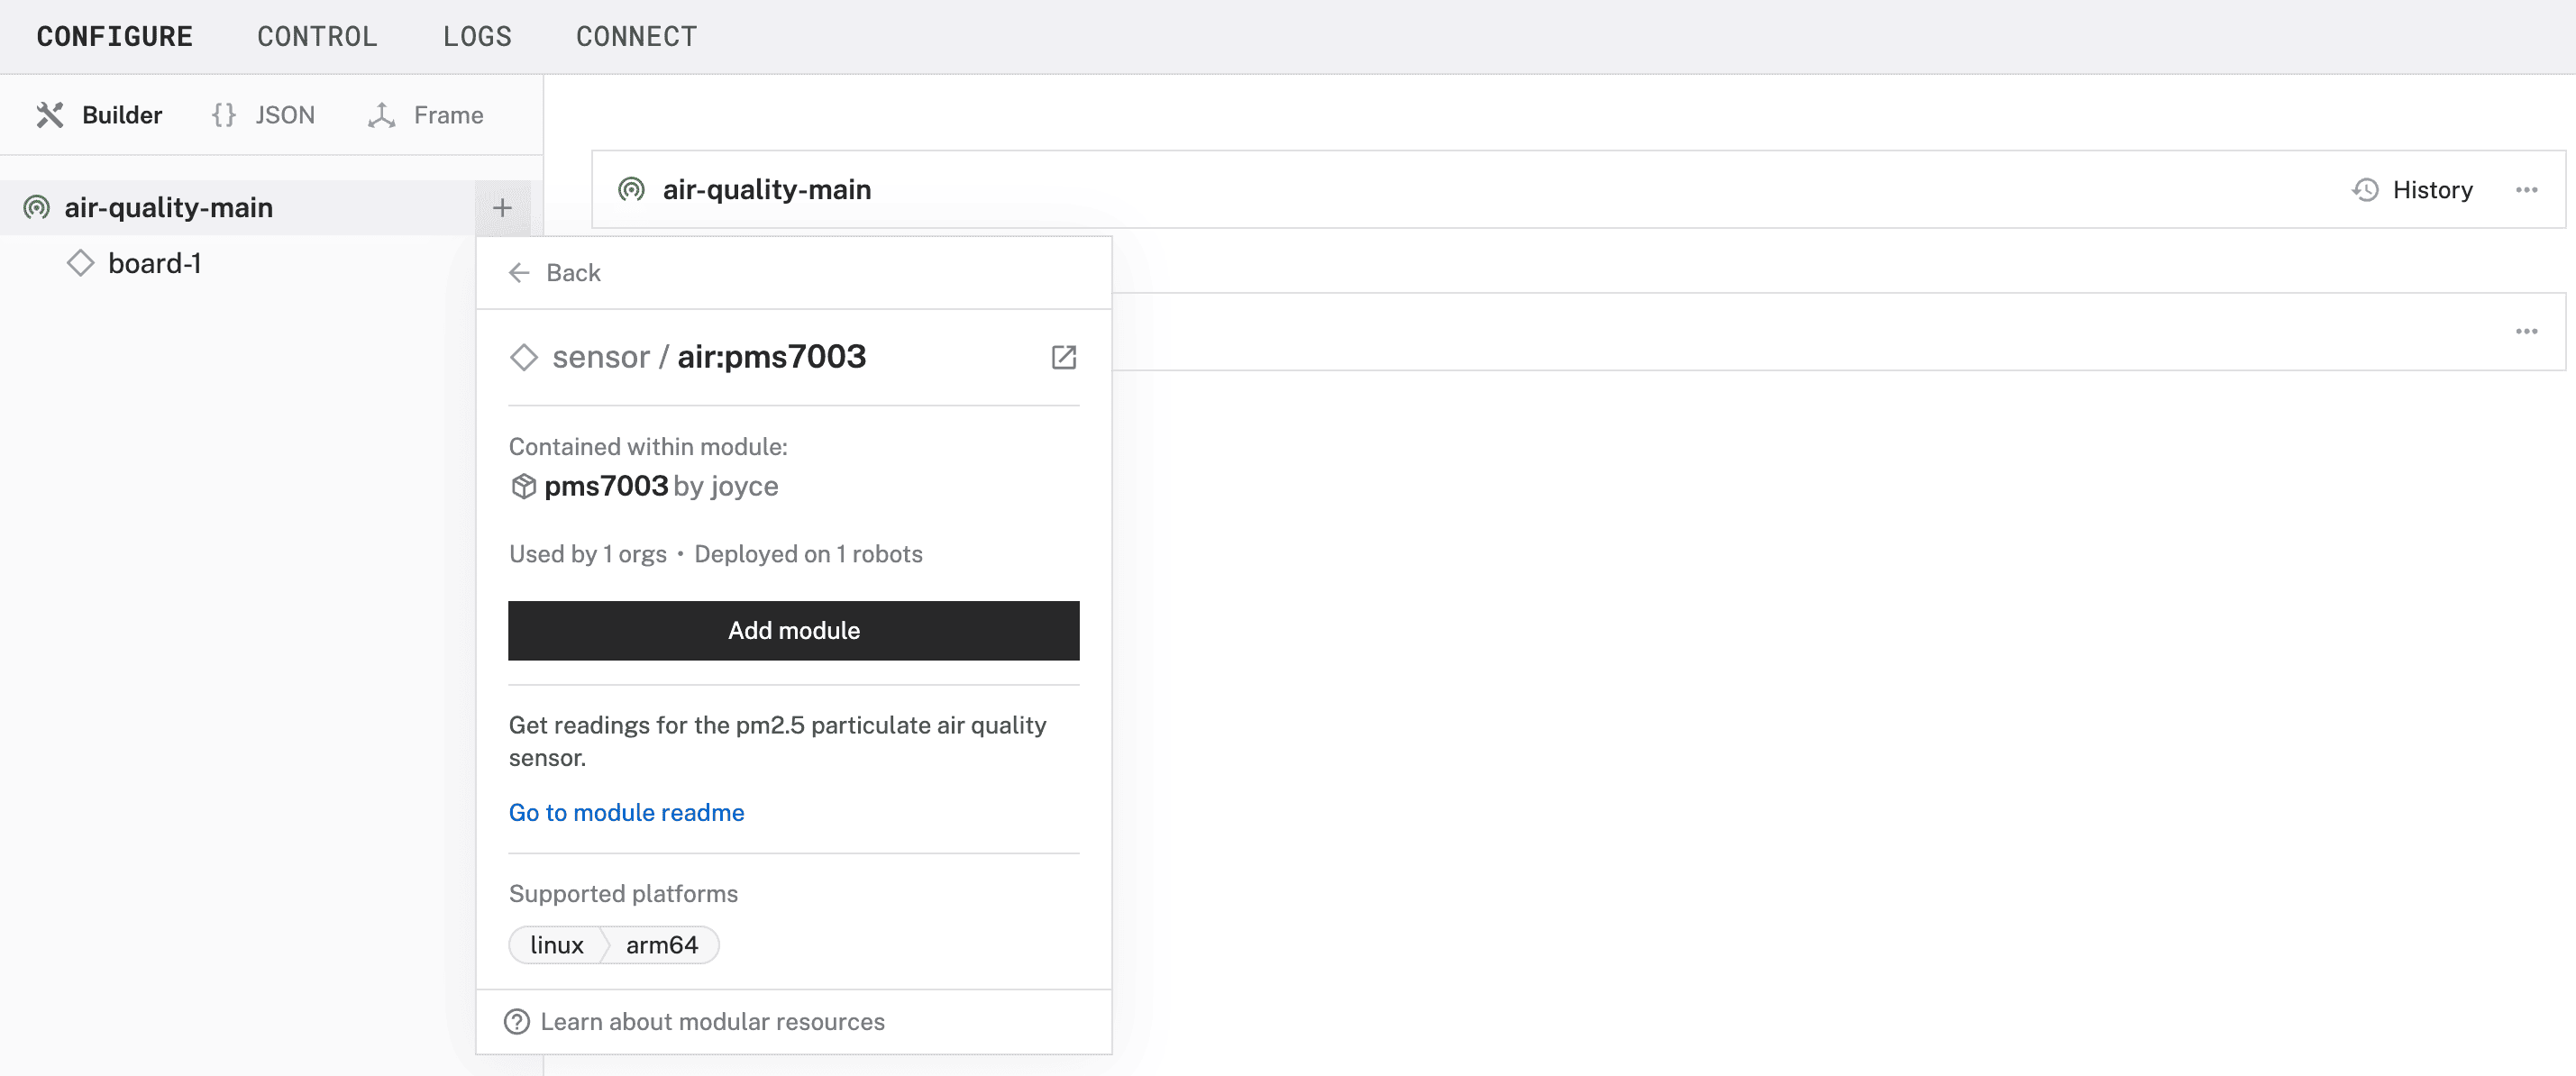 CONFIGURE CONTROL LOGS CONNECT
Builder {} JSON Frame
air-quality-main +
board-1
air-quality-main History ...
...
Back
sensor / air:pms7003
Contained within module:
pms7003 by joyce
Used by 1 orgs • Deployed on 1 robots
Add module
Get readings for the pm2.5 particulate air quality
sensor.
Go to module readme
Supported platforms
linux arm64
? Learn about modular resources